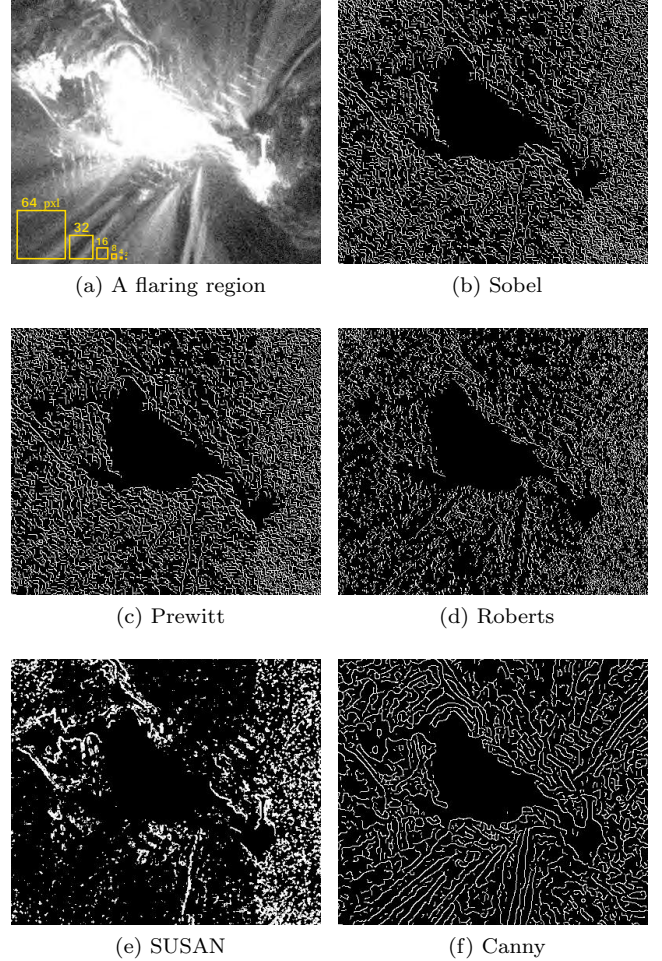 64 pxl
32
16
8
(a) A flaring region
(b) Sobel
(c) Prewitt
(d) Roberts
(e) SUSAN
(f) Canny